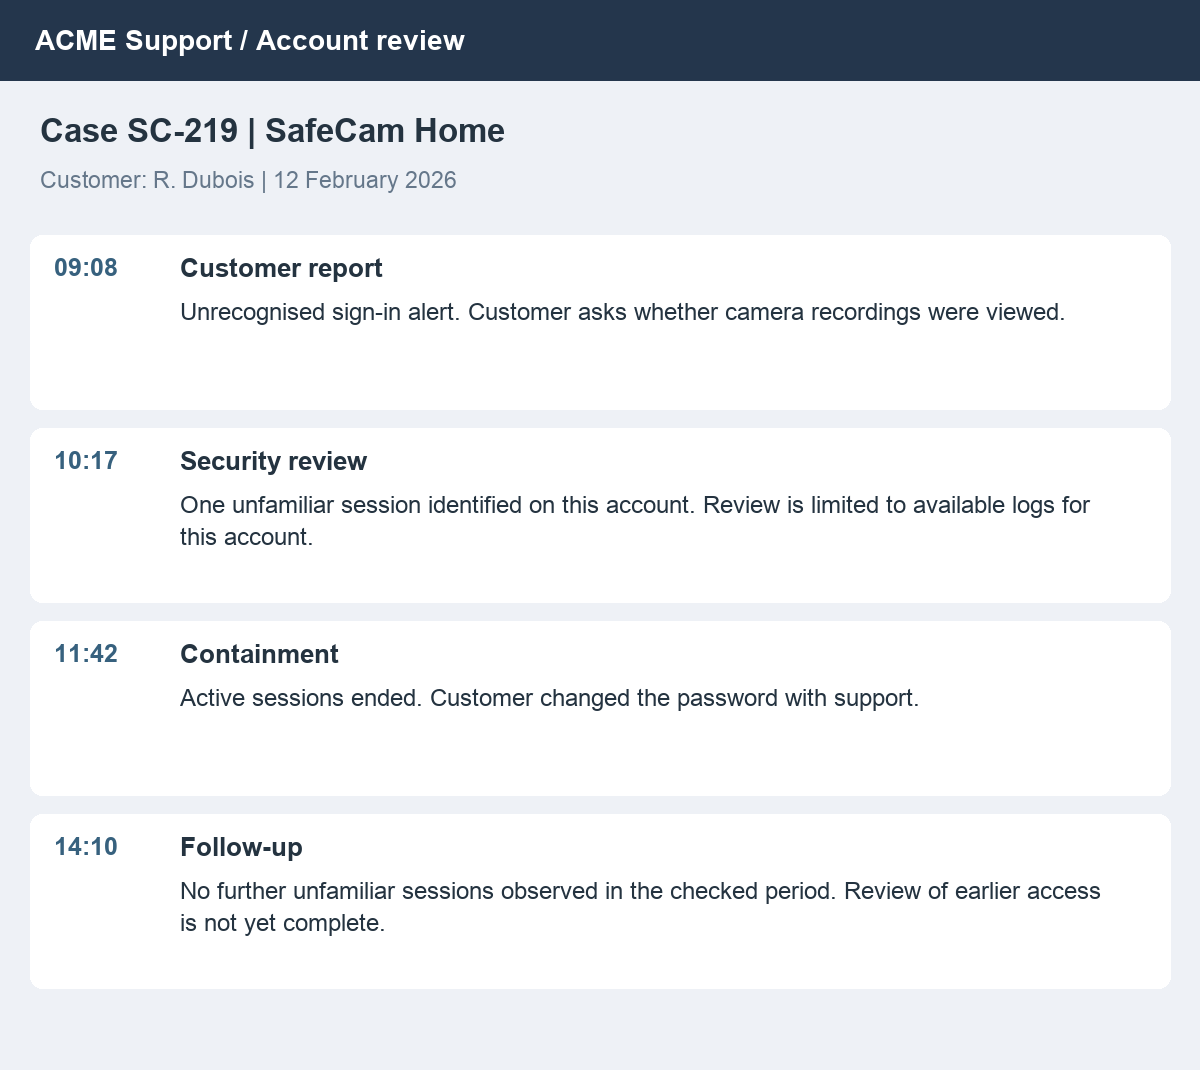 ACME Support / Account review
Case SC-219 | SafeCam Home
Customer: R. Dubois | 12 February 2026
09:08 Customer report
Unrecognised sign-in alert. Customer asks whether camera recordings were viewed.
10:17 Security review
One unfamiliar session identified on this account. Review is limited to available logs for
this account.
11:42 Containment
Active sessions ended. Customer changed the password with support.
14:10 Follow-up
No further unfamiliar sessions observed in the checked period. Review of earlier access
is not yet complete.